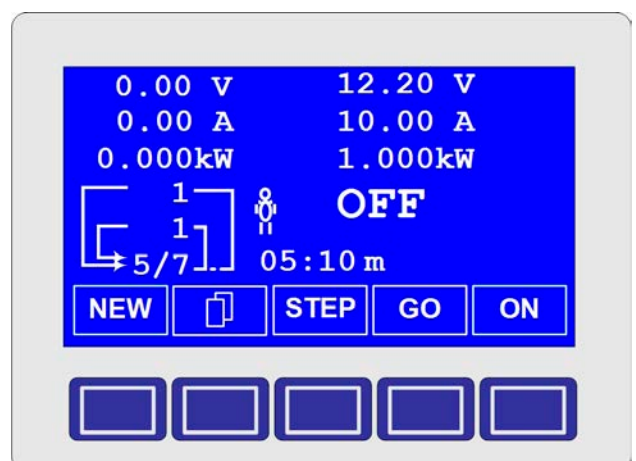 0.00 V 12.20 V
0.00 A 10.00 A
0.000kW 1.000kW
1
OFF
1
5/7 05:10 m
NEW STEP GO ON